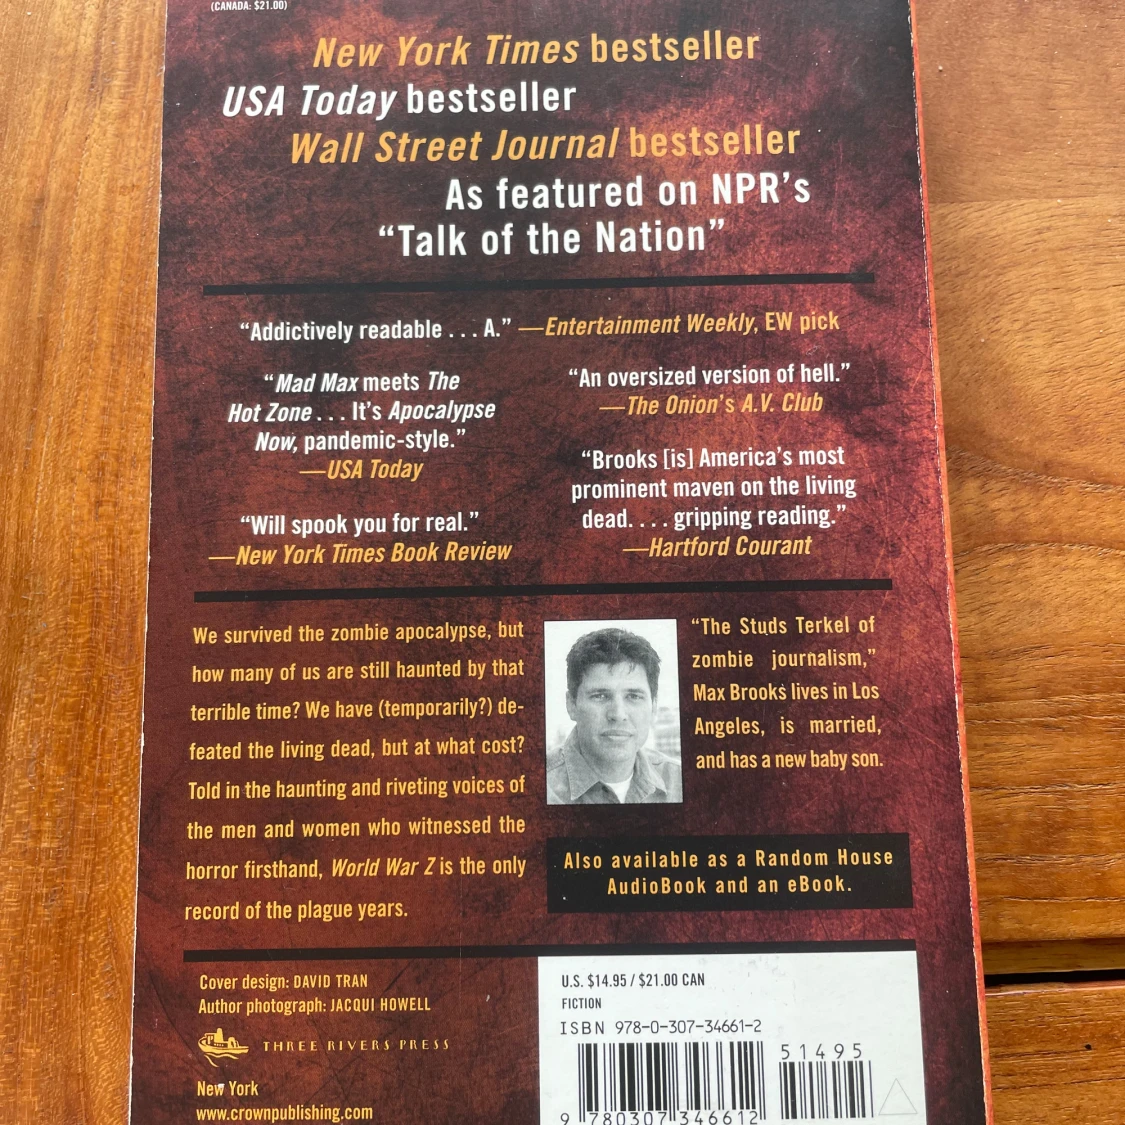 (CANADA: $21.00)
New York Times bestseller
USA Today bestseller
Wall Street Journal bestseller
As featured on NPR's
"Talk of the Nation"
"Addictively readable . . . A." —Entertainment Weekly, EW pick
"Mad Max meets The
Hot Zone . . . It's Apocalypse
Now, pandemic-style."
—USA Today
"Will spook you for real."
—New York Times Book Review
"An oversized version of hell."
—The Onion's A.V. Club
"Brooks [is] America's most
prominent maven on the living
dead. . . . gripping reading."
—Hartford Courant
We survived the zombie apocalypse, but
how many of us are still haunted by that
terrible time? We have (temporarily?) de-
feated the living dead, but at what cost?
Told in the haunting and riveting voices of
the men and women who witnessed the
horror firsthand, World War Z is the only
record of the plague years.
"The Studs Terkel of
zombie journalism,"
Max Brooks lives in Los
Angeles, is married,
and has a new baby son.
Also available as a Random House
AudioBook and an eBook.
Cover design: DAVID TRAN
Author photograph: JACQUI HOWELL
THREE RIVERS PRESS
New York
www.crownpublishing.com
U.S. $14.95 / $21.00 CAN
FICTION
ISBN 978-0-307-34661-2
51495
9 780307 346612